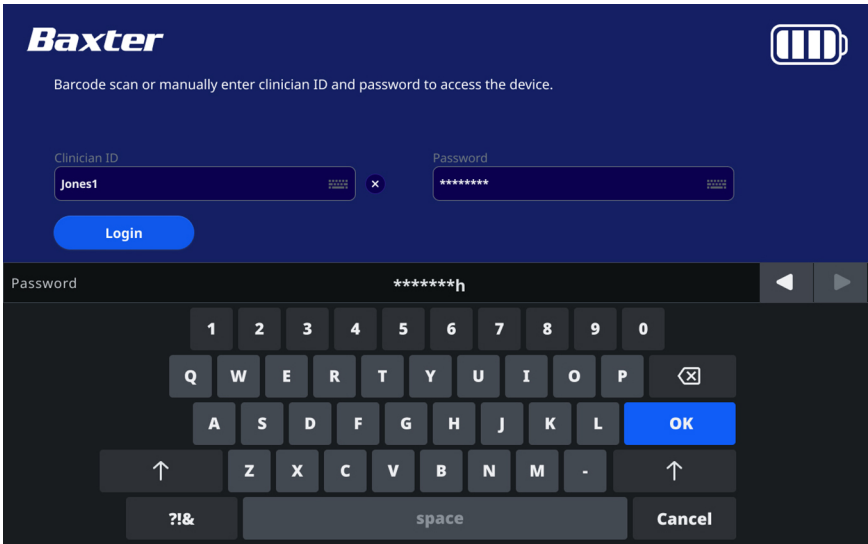 Baxter
Barcode scan or manually enter clinician ID and password to access the device.
Clinician ID
Password
Jones1
********
Login
Password
*******h
1 2 3 4 5 6 7 8 9 0
Q W E R T Y U I O P
A S D F G H J K L OK
Z X C V B N M -
?!& space Cancel